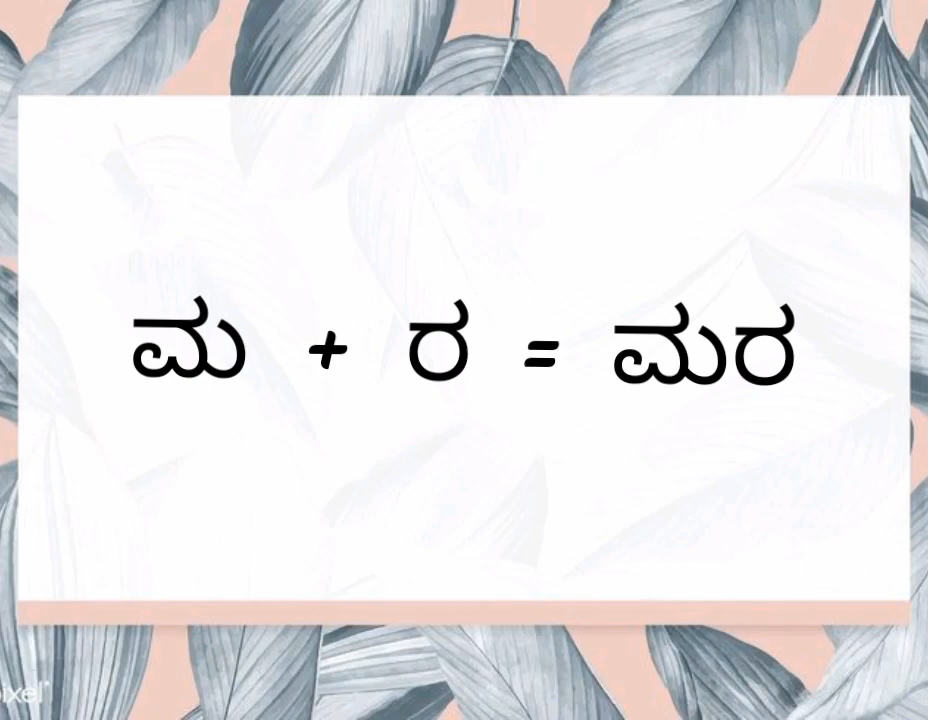 ಮ + ರ = ಮರ